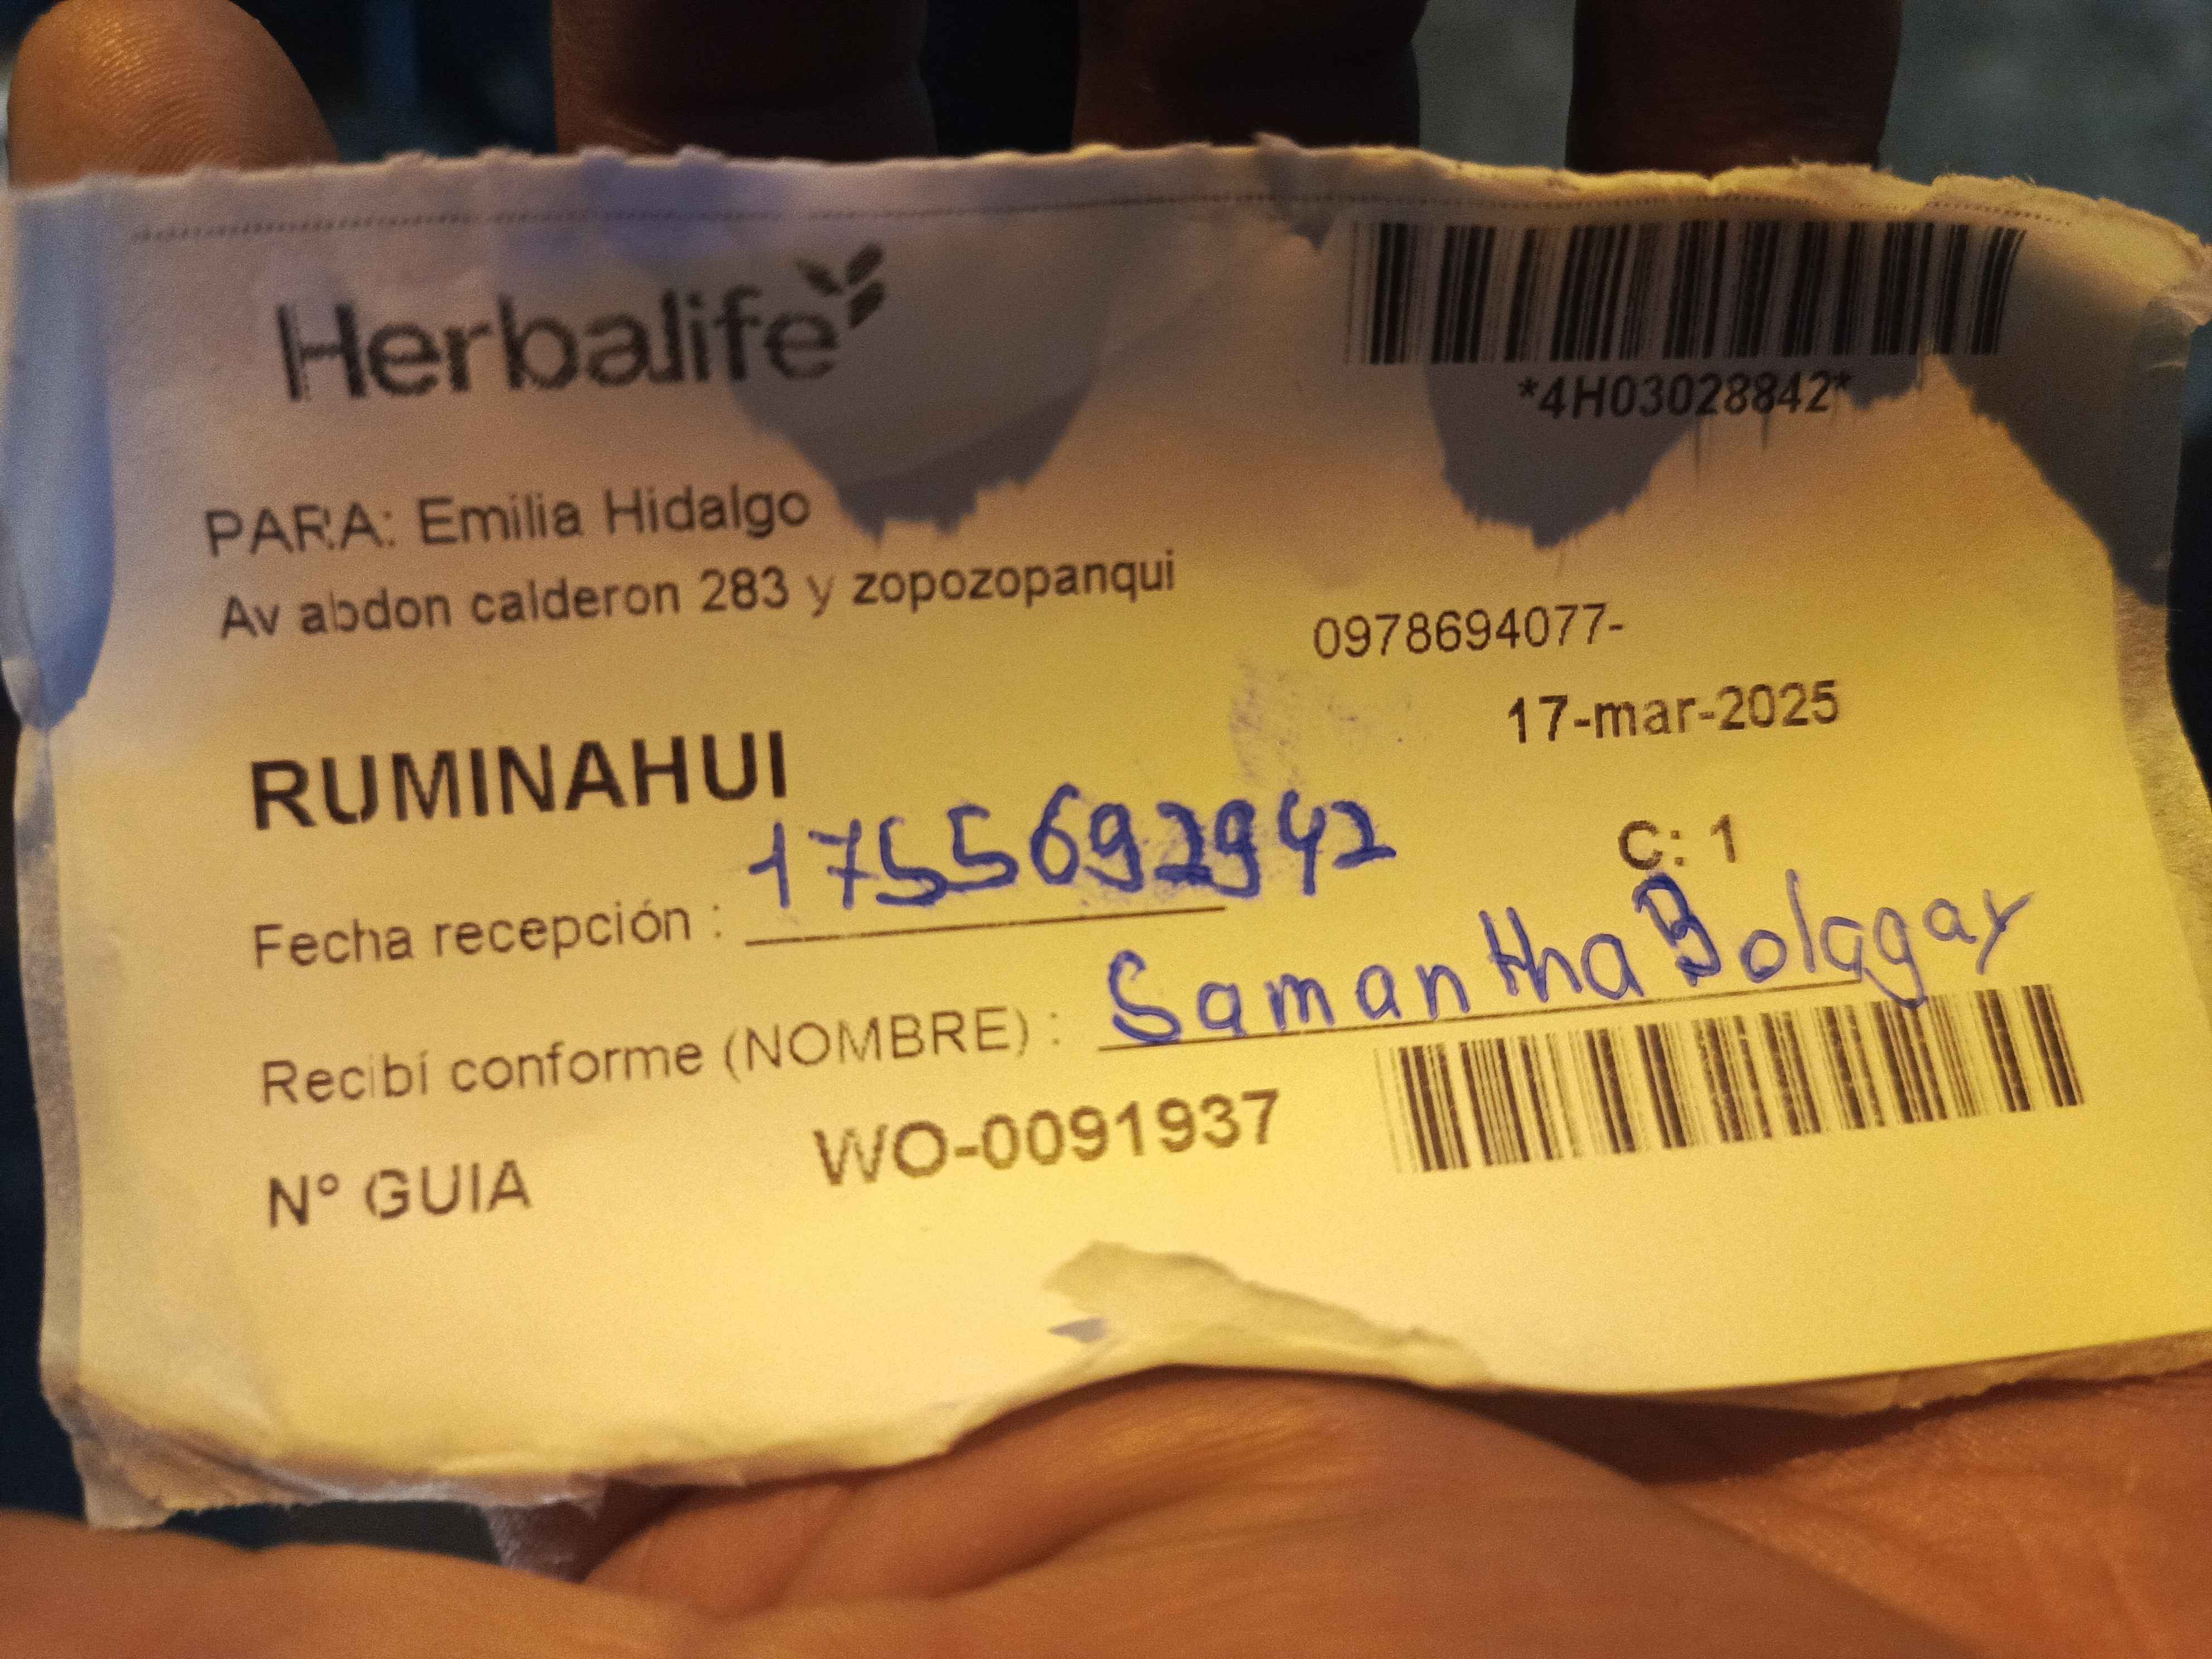 Herbalife
*4H03028842*
PARA: Emilia Hidalgo
Av abdon calderon 283 y zopozopanqui
0978694077-
17-mar-2025
RUMINAHUI
C: 1
Fecha recepción : 1755692942
Recibí conforme (NOMBRE) : Samantha Bolagay
N° GUIA WO-0091937